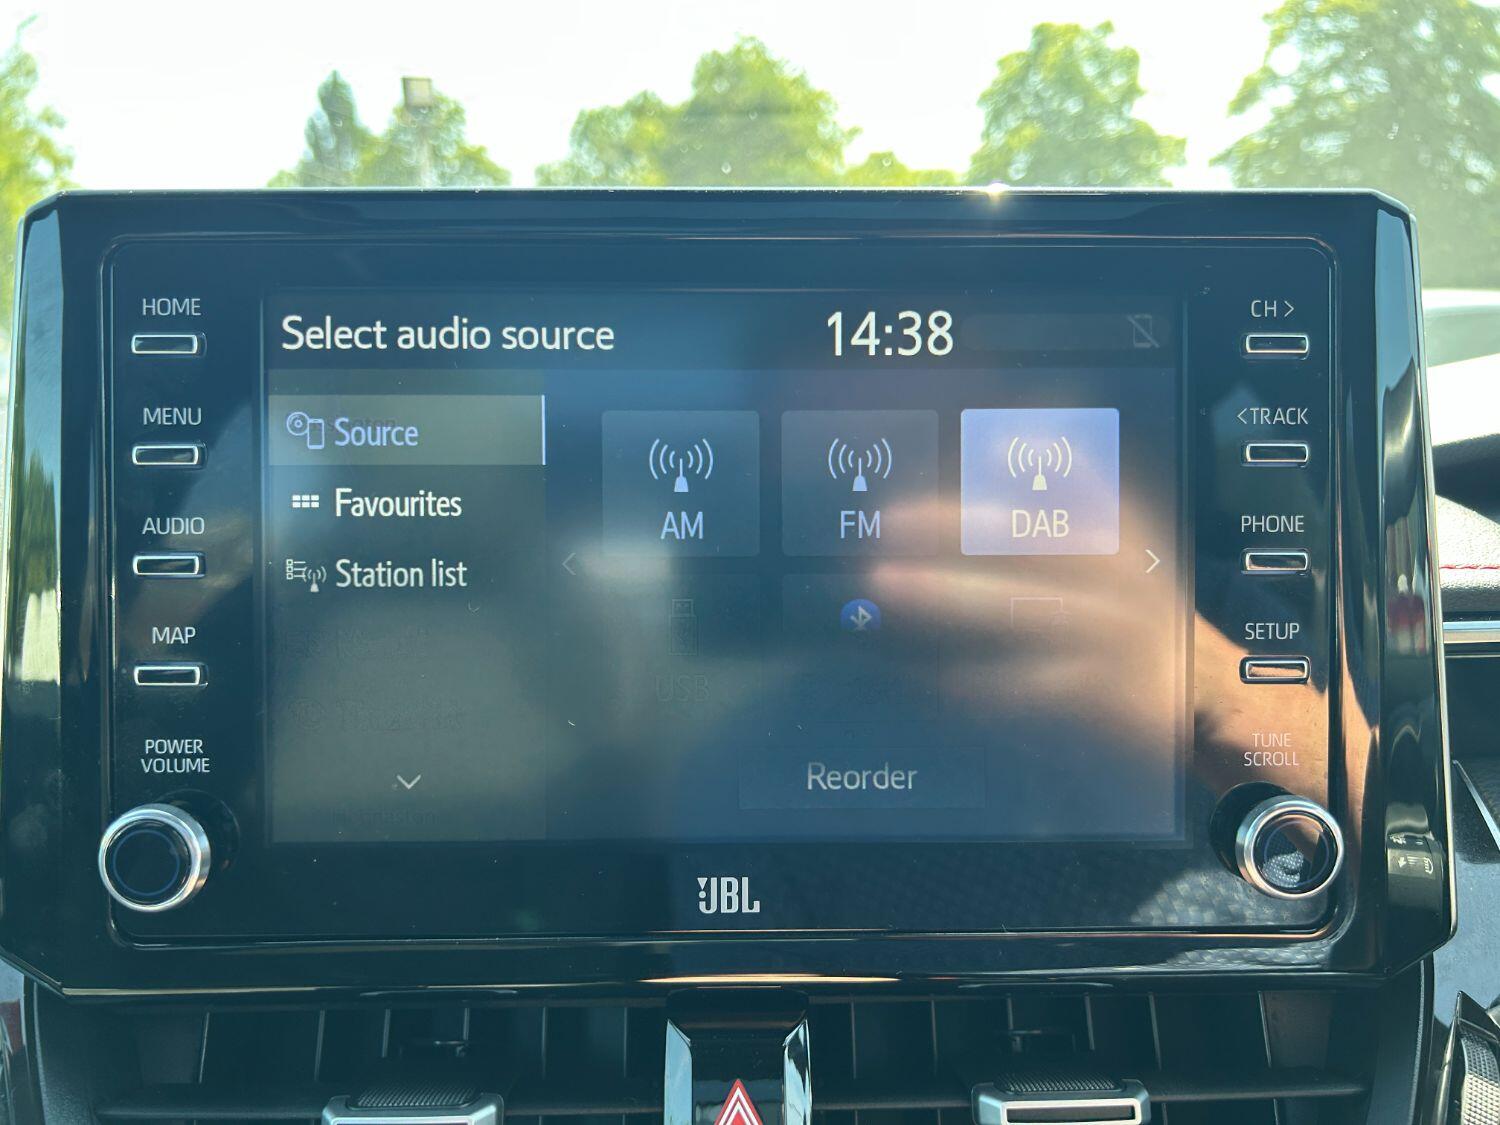 HOME
MENU
AUDIO
MAP
POWER
VOLUME
Select audio source
14:38
Source
Favourites
Station list
AM
FM
DAB
USB
Reorder
CH >
<TRACK
PHONE
SETUP
TUNE
SCROLL
JBL